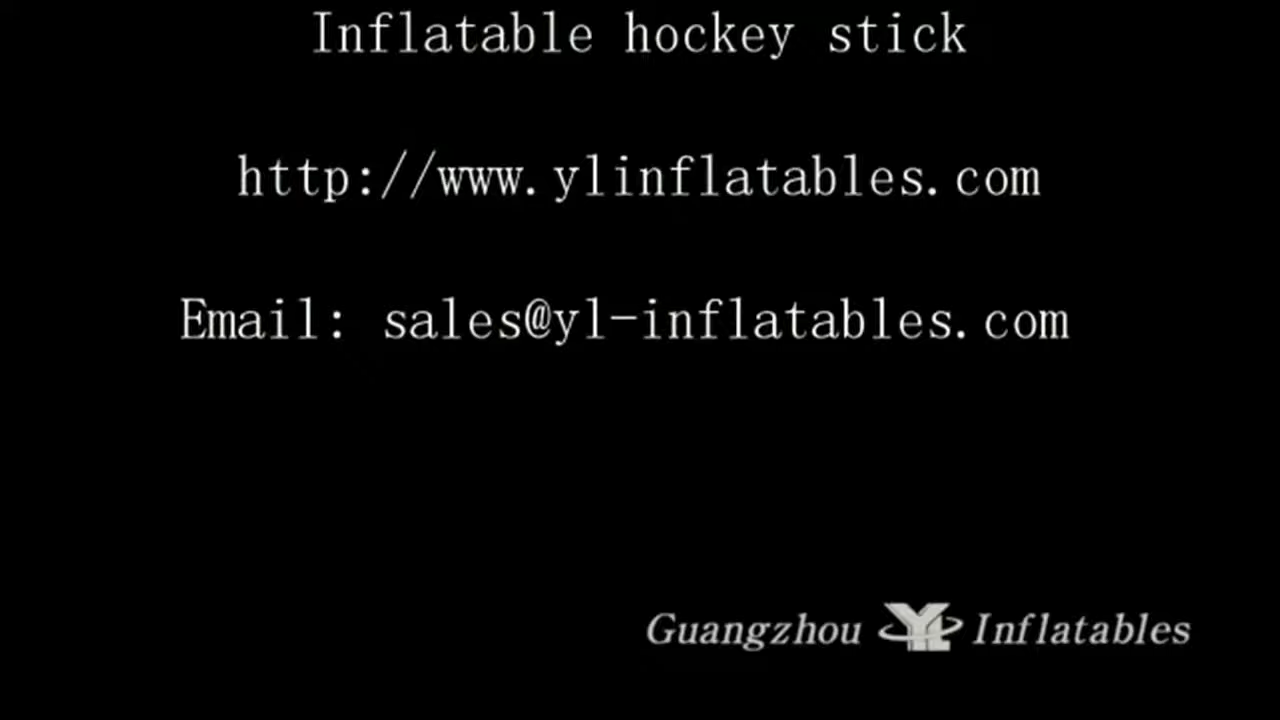 Inflatable hockey stick
http://www.ylinflatables.com
Email: sales@yl-inflatables.com
Guangzhou YL Inflatables